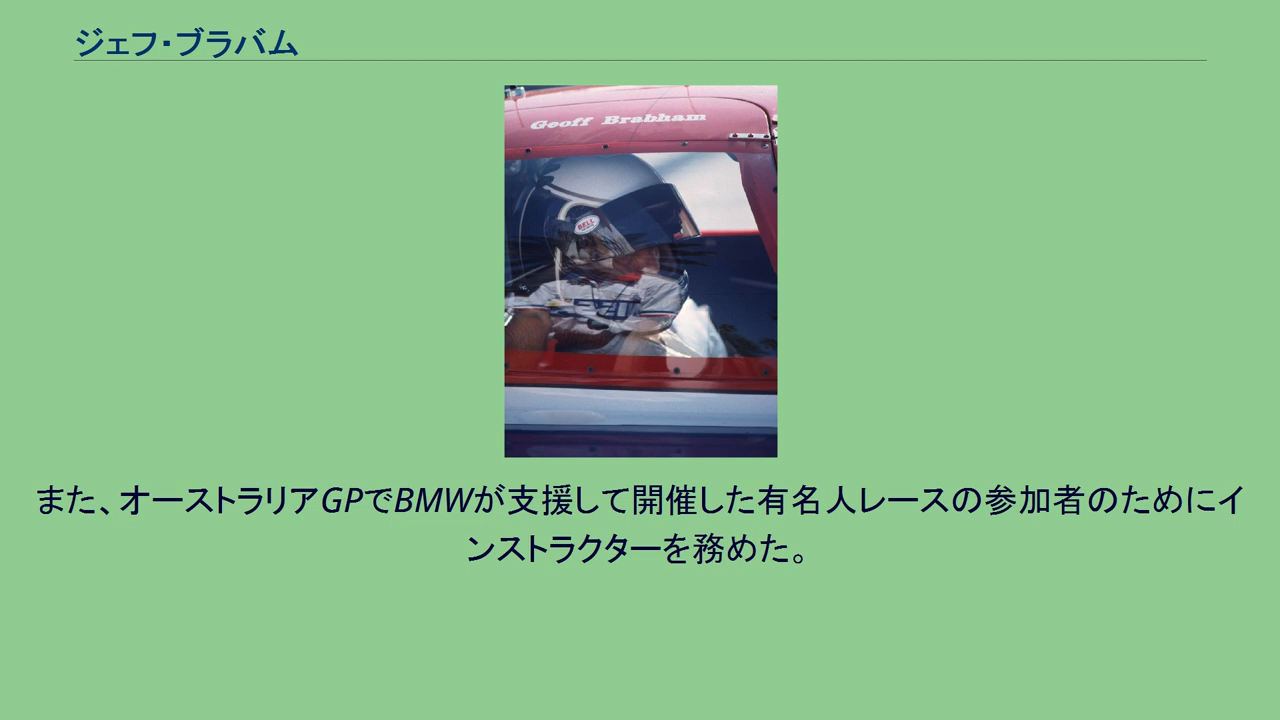 ジェフ・ブラバム
Geoff Brabham
BELL
また、オーストラリアGPでBMWが支援して開催した有名人レースの参加者のためにイ
ンストラクターを務めた。